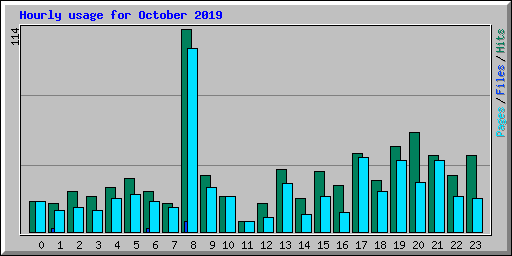 Hourly usage for October 2019
114
Pages / Files / Hits
0 1 2 3 4 5 6 7 8 9 10 11 12 13 14 15 16 17 18 19 20 21 22 23